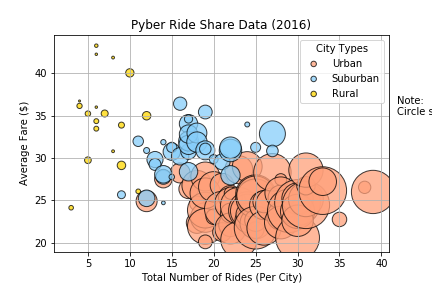 Pyber Ride Share Data (2016)
City Types
Urban
Suburban
Rural
Note:
Circle s
40
35
30
25
20
Average Fare ($)
5
10
15
20
25
30
35
40
Total Number of Rides (Per City)